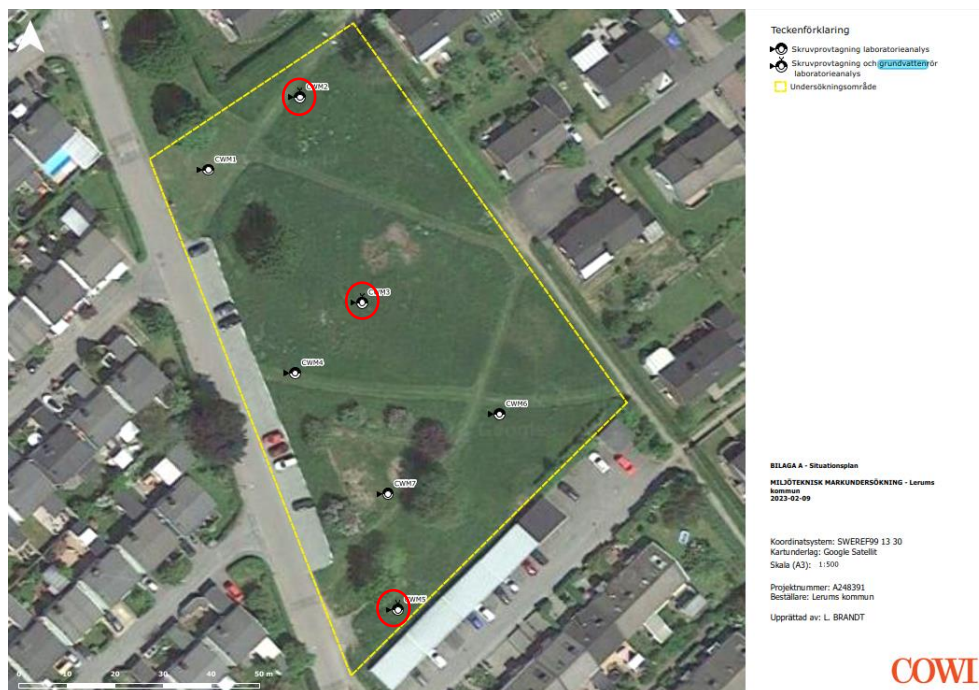 Teckenförklaring
Skruvprovtagning laboratorieanalys
Skruvprovtagning och grundvattenrör
laboratorieanalys
Undersökningsområde
CWM2
CWM1
CWM3
CWM4
CWM6
CWM7
CWM5
0 10 20 30 40 50 m
BILAGA A - Situationsplan
MILJÖTEKNISK MARKUNDERSÖKNING - Lerums
kommun
2023-02-09
Koordinatsystem: SWEREF99 13 30
Kartunderlag: Google Satellit
Skala (A3): 1:500
Projektnummer: A248391
Beställare: Lerums kommun
Upprättad av: L. BRANDT
COWI